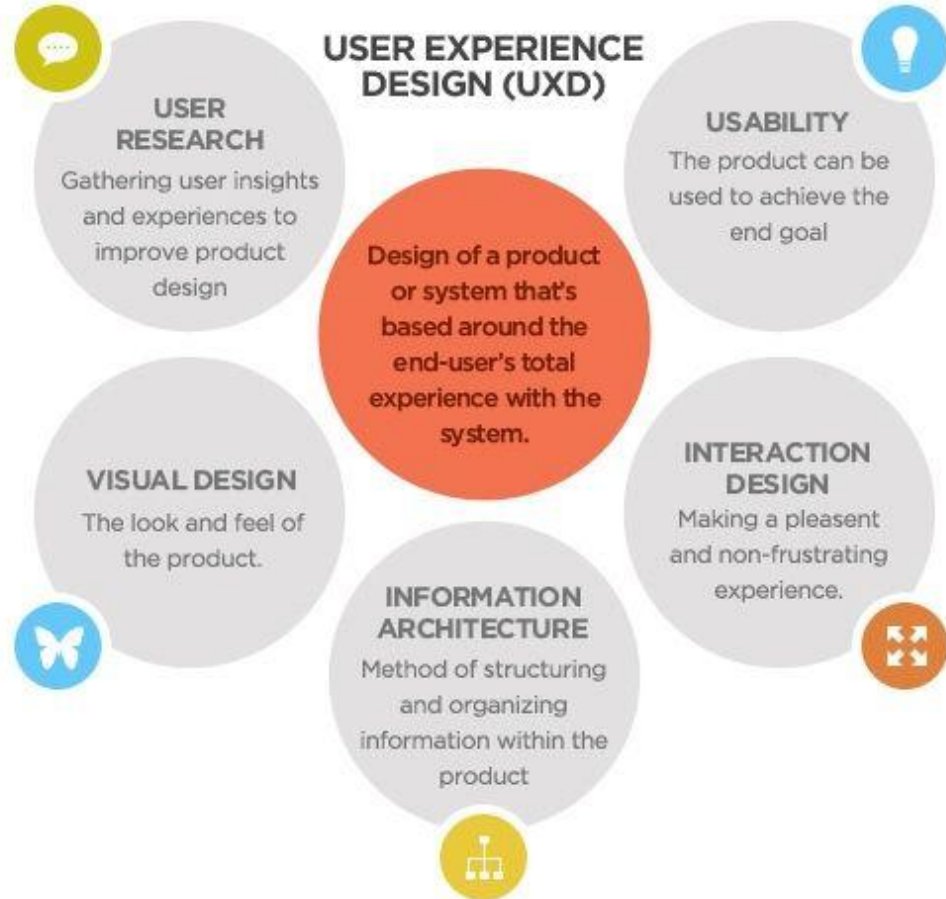 USER EXPERIENCE
DESIGN (UXD)
USER
RESEARCH
Gathering user insights
and experiences to
improve product
design
USABILITY
The product can be
used to achieve the
end goal
Design of a product
or system that's
based around the
end-user's total
experience with the
system.
VISUAL DESIGN
The look and feel of
the product.
INTERACTION
DESIGN
Making a pleasent
and non-frustrating
experience.
INFORMATION
ARCHITECTURE
Method of structuring
and organizing
information within the
product